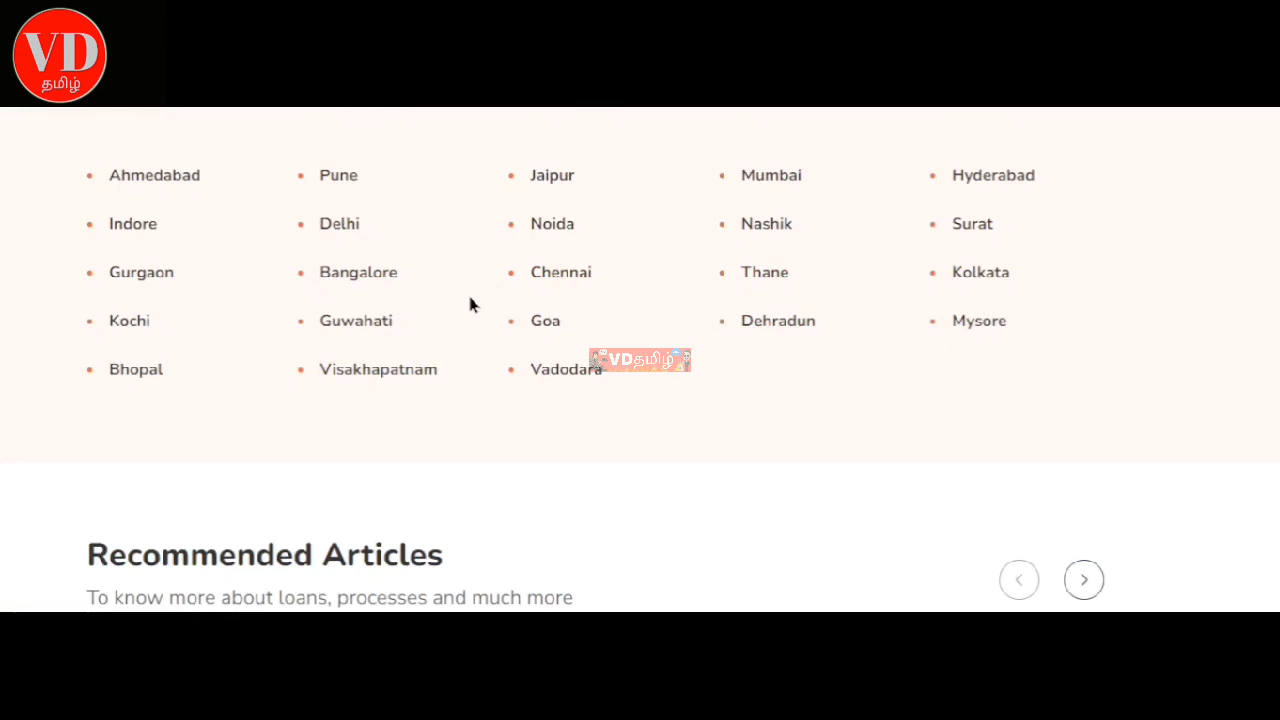 VD
தமிழ்
Ahmedabad Pune Jaipur Mumbai Hyderabad
Indore Delhi Noida Nashik Surat
Gurgaon Bangalore Chennai Thane Kolkata
Kochi Guwahati Goa Dehradun Mysore
Bhopal Visakhapatnam Vadodara
VDதமிழ்
Recommended Articles
To know more about loans, processes and much more